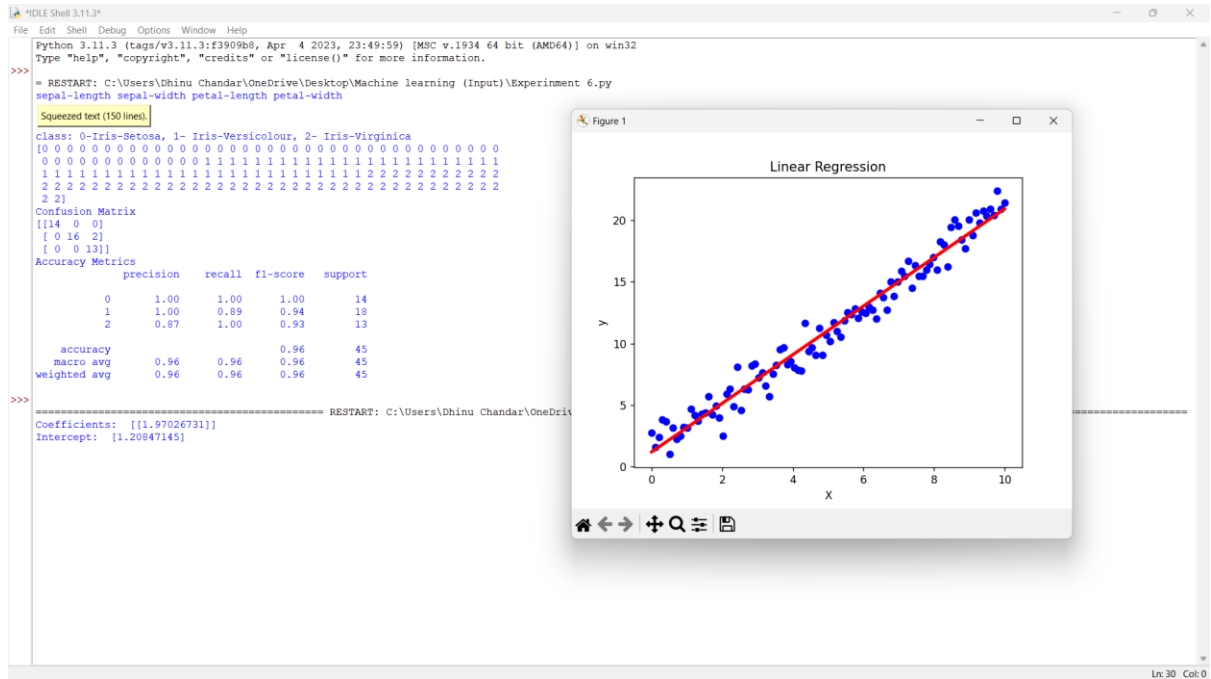 *IDLE Shell 3.11.3*
File Edit Shell Debug Options Window Help
Python 3.11.3 (tags/v3.11.3:f3909b8, Apr  4 2023, 23:49:59) [MSC v.1934 64 bit (AMD64)] on win32
Type "help", "copyright", "credits" or "license()" for more information.
>>>
= RESTART: C:\Users\Dhinu Chandar\OneDrive\Desktop\Machine learning (Input)\Experinment 6.py
sepal-length sepal-width petal-length petal-width
Squeezed text (150 lines).
class: 0-Iris-Setosa, 1- Iris-Versicolour, 2- Iris-Virginica
[0 0 0 0 0 0 0 0 0 0 0 0 0 0 0 0 0 0 0 0 0 0 0 0 0 0 0 0 0 0 0 0 0 0 0 0 0
 0 0 0 0 0 0 0 0 0 0 0 0 0 1 1 1 1 1 1 1 1 1 1 1 1 1 1 1 1 1 1 1 1 1 1 1 1
 1 1 1 1 1 1 1 1 1 1 1 1 1 1 1 1 1 1 1 1 1 1 1 1 1 1 2 2 2 2 2 2 2 2 2 2 2
 2 2 2 2 2 2 2 2 2 2 2 2 2 2 2 2 2 2 2 2 2 2 2 2 2 2 2 2 2 2 2 2 2 2 2 2 2
 2 2]
Confusion Matrix
[[14  0  0]
 [ 0 16  2]
 [ 0  0 13]]
Accuracy Metrics
precision recall f1-score support
0 1.00 1.00 1.00 14
1 1.00 0.89 0.94 18
2 0.87 1.00 0.93 13
accuracy 0.96 45
macro avg 0.96 0.96 0.96 45
weighted avg 0.96 0.96 0.96 45
>>>
============================================== RESTART: C:\Users\Dhinu Chandar\OneDriv
Coefficients:  [[1.97026731]]
Intercept:  [1.20847145]
Figure 1
Linear Regression
20
15
10
5
0
y
0 2 4 6 8 10
X
Ln: 30 Col: 0